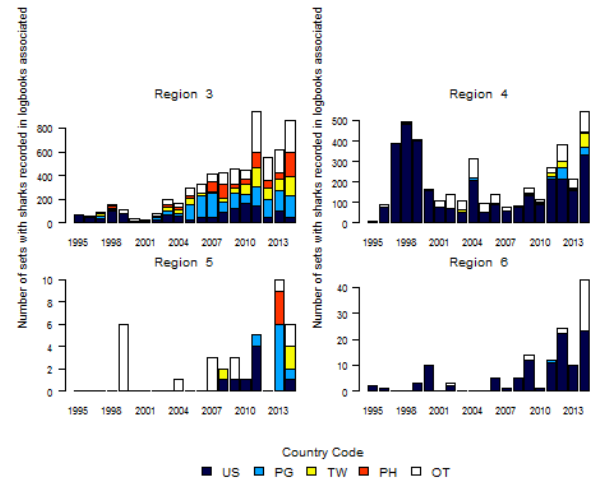 Number of sets with sharks recorded in logbooks associated
Region 3
0 200 400 600 800
1995 1998 2001 2004 2007 2010 2013
Number of sets with sharks recorded in logbooks associated
Region 4
0 100 200 300 400 500
1995 1998 2001 2004 2007 2010 2013
Region 5
0 2 4 6 8 10
1995 1998 2001 2004 2007 2010 2013
Region 6
0 10 20 30 40
1995 1998 2001 2004 2007 2010 2013
Country Code
US PG TW PH OT